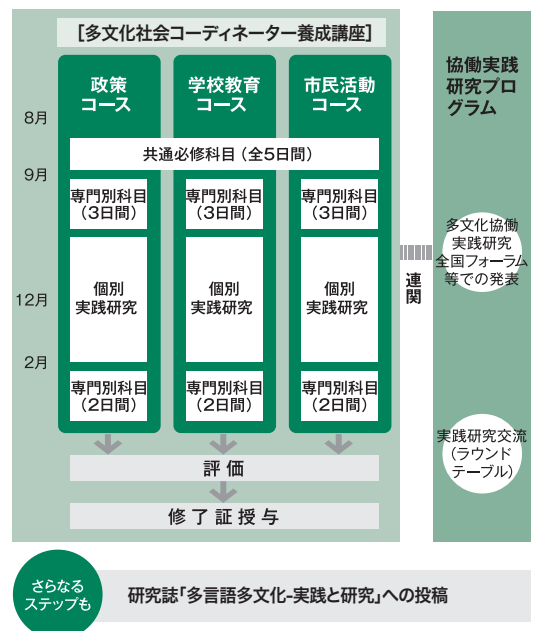 [多文化社会コーディネーター養成講座]
政策
コース
学校教育
コース
市民活動
コース
8月
共通必修科目（全5日間）
9月
専門別科目
（3日間）
専門別科目
（3日間）
専門別科目
（3日間）
個別
実践研究
個別
実践研究
個別
実践研究
12月
2月
専門別科目
（2日間）
専門別科目
（2日間）
専門別科目
（2日間）
評価
修了証授与
連関
協働実践
研究プロ
グラム
多文化協働
実践研究
全国フォーラム
等での発表
実践研究交流
（ラウンド
テーブル）
さらなる
ステップも
研究誌「多言語多文化-実践と研究」への投稿